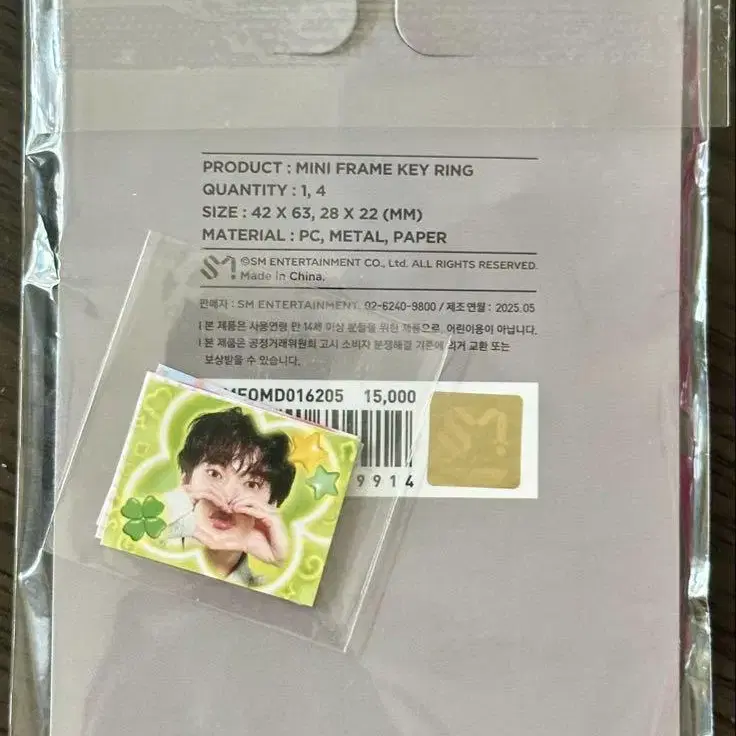 PRODUCT : MINI FRAME KEY RING
QUANTITY : 1, 4
SIZE : 42 X 63, 28 X 22 (MM)
MATERIAL : PC, METAL, PAPER
SM ©SM ENTERTAINMENT CO., Ltd. ALL RIGHTS RESERVED.
Made in China.
판매자 : SM ENTERTAINMENT, 02-6240-9800 / 제조연월 : 2025.05
I 본 제품은 사용연령 만 14세 이상 분들을 위한 제품으로, 어린이용이 아닙니다.
I 본 제품은 공정거래위원회 고시 소비자 분쟁해결 기준에 의거 교환 또는
보상받을 수 있습니다.
MD016205 15,000
SM
9914